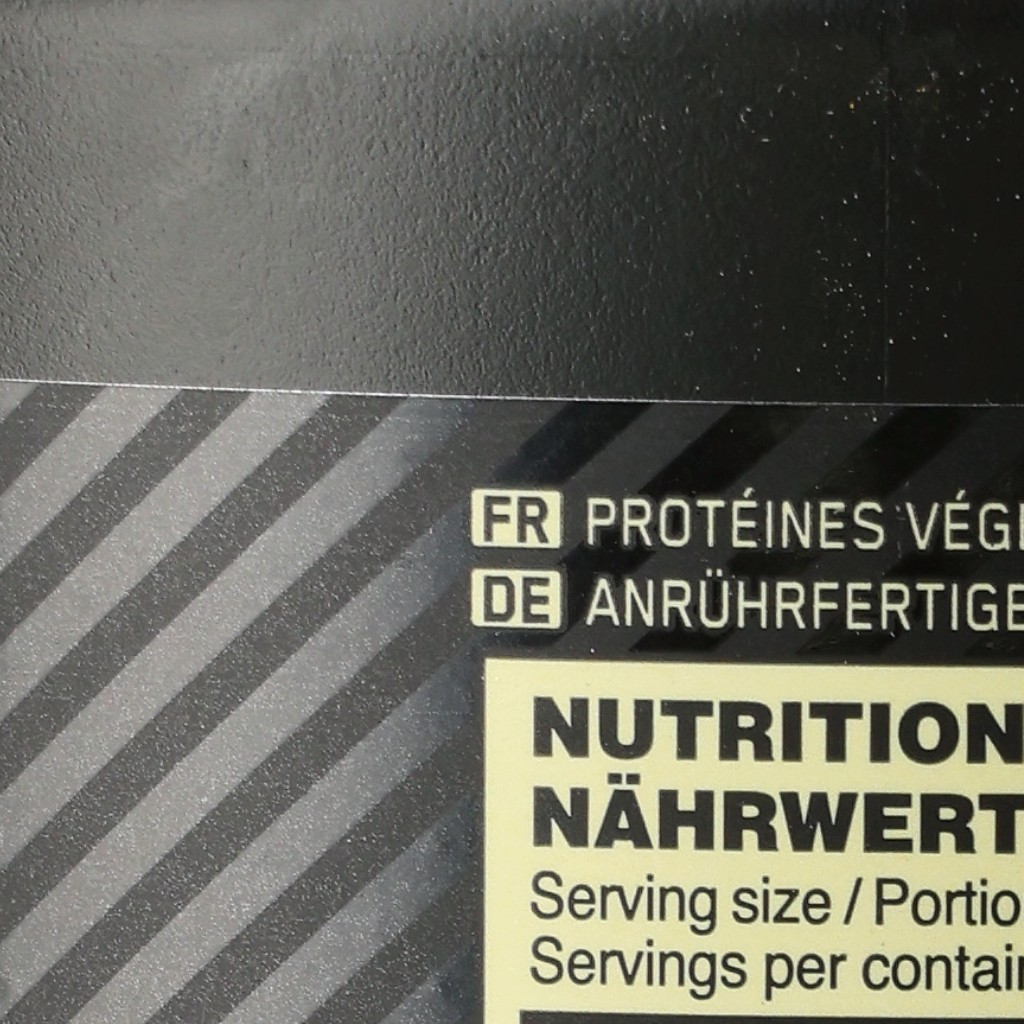 FR PROTÉINES VÉG
DE ANRÜHRFERTIGE
NUTRITION
NÄHRWERT
Serving size / Portio
Servings per contai